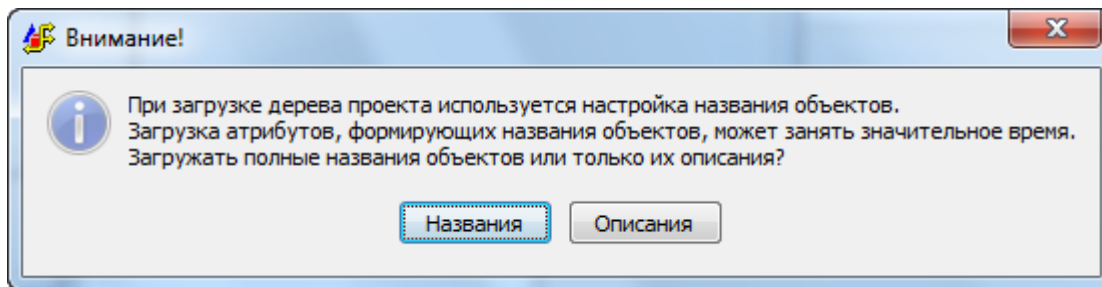 Внимание!
При загрузке дерева проекта используется настройка названия объектов.
Загрузка атрибутов, формирующих названия объектов, может занять значительное время.
Загружать полные названия объектов или только их описания?
Названия Описания